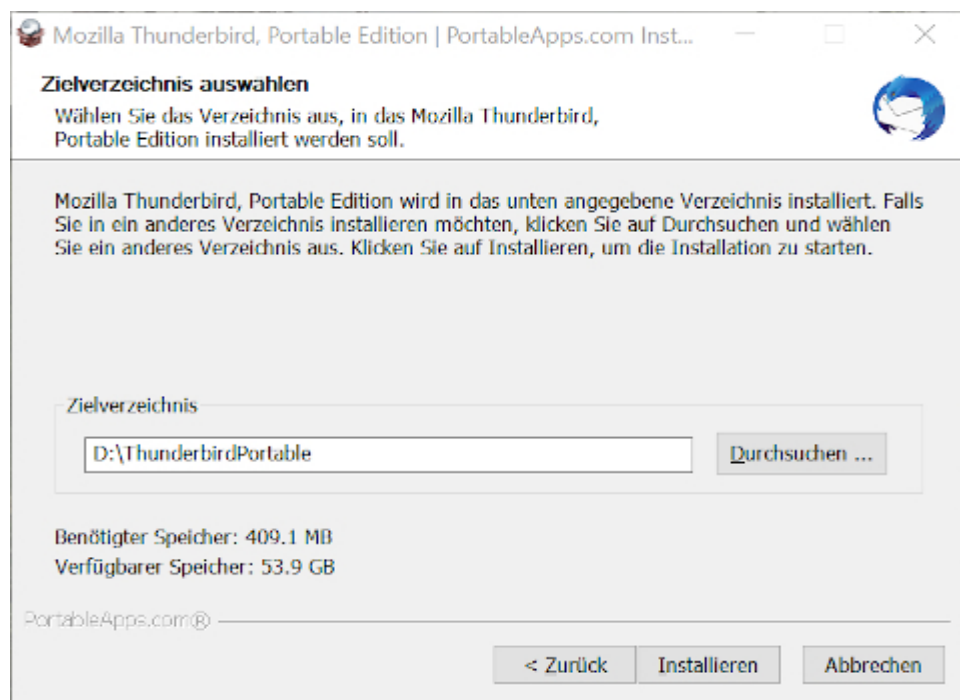 Mozilla Thunderbird, Portable Edition | PortableApps.com Inst...
Zielverzeichnis auswählen
Wählen Sie das Verzeichnis aus, in das Mozilla Thunderbird,
Portable Edition installiert werden soll.
Mozilla Thunderbird, Portable Edition wird in das unten angegebene Verzeichnis installiert. Falls
Sie in ein anderes Verzeichnis installieren möchten, klicken Sie auf Durchsuchen und wählen
Sie ein anderes Verzeichnis aus. Klicken Sie auf Installieren, um die Installation zu starten.
Zielverzeichnis
D:\ThunderbirdPortable
Durchsuchen ...
Benötigter Speicher: 409.1 MB
Verfügbarer Speicher: 53.9 GB
PortableApps.com®
< Zurück
Installieren
Abbrechen